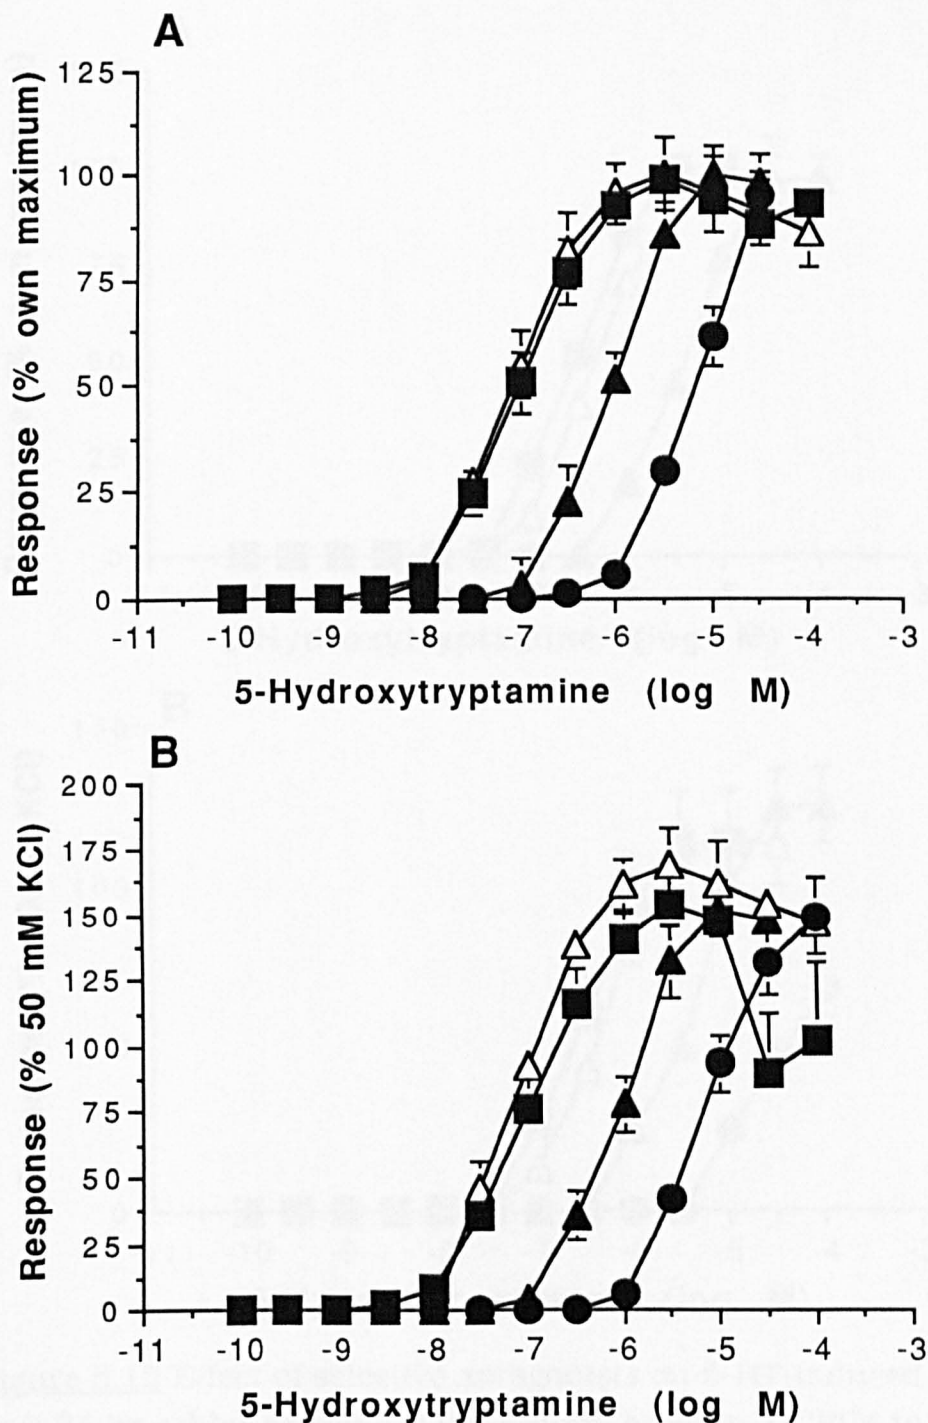 A
Response (% own maximum)
125
100
75
50
25
0
-11 -10 -9 -8 -7 -6 -5 -4 -3
5-Hydroxytryptamine (log M)
B
Response (% 50 mM KCl)
200
175
150
125
100
75
50
25
0
-11 -10 -9 -8 -7 -6 -5 -4 -3
5-Hydroxytryptamine (log M)